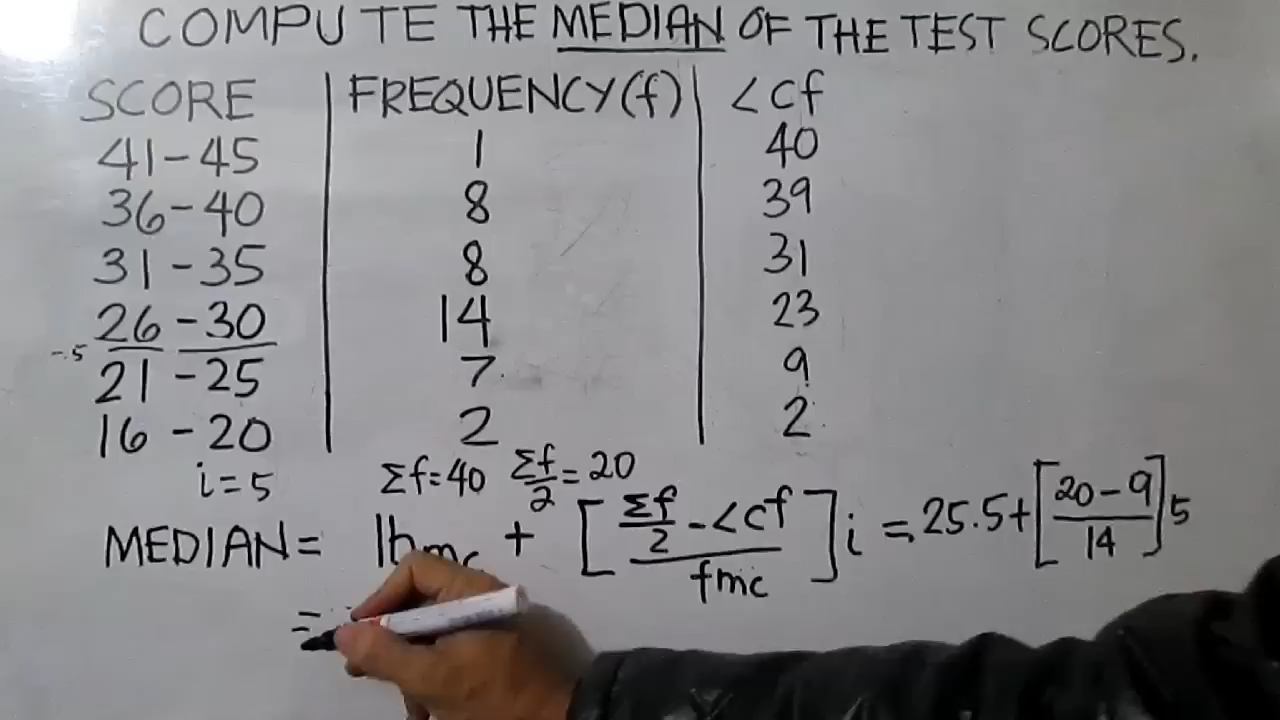 COMPUTE THE MEDIAN OF THE TEST SCORES.
SCORE FREQUENCY(f) <cf
41-45 1 40
36-40 8 39
31-35 8 31
26-30 14 23
-.5
21-25 7 9
16-20 2 2
i=5 Σf=40 Σf/2=20
MEDIAN= lbmc + [Σf/2 - <cf / fmc] i = 25.5+[20-9 / 14]5
=